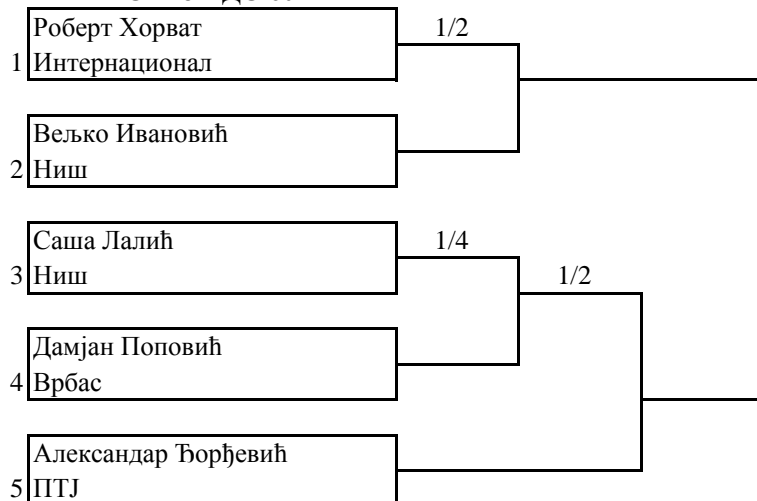 Роберт Хорват 1/2
1 Интернационал
Вељко Ивановић
2 Ниш
Саша Лалић 1/4
3 Ниш 1/2
Дамјан Поповић
4 Врбас
Александар Ђорђевић
5 ПТЈ